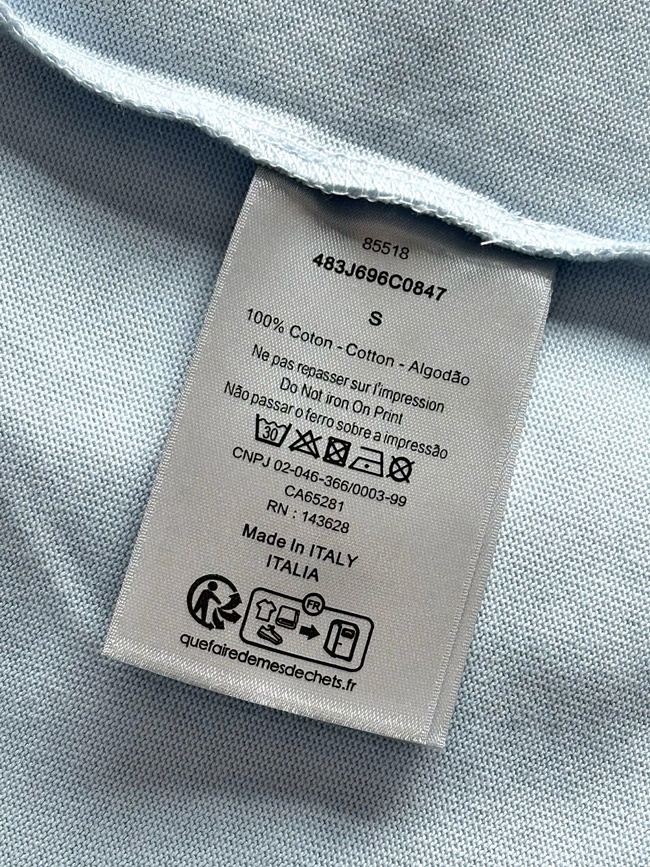 85518
483J696C0847
S
100% Coton - Cotton - Algodão
Ne pas repasser sur l'impression
Do Not iron On Print
Não passar o ferro sobre a impressão
30
CNPJ 02-046-366/0003-99
CA65281
RN : 143628
Made In ITALY
ITALIA
FR
quefairedemesdechets.fr